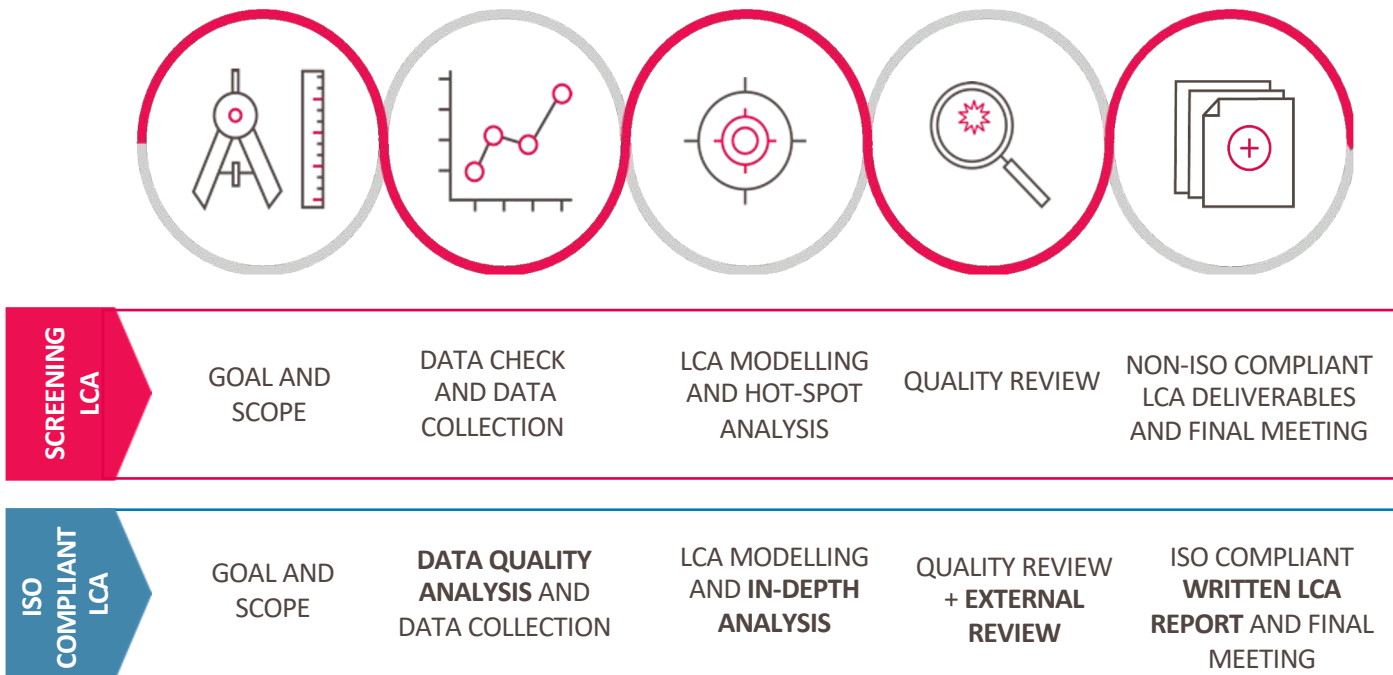 SCREENING
LCA
GOAL AND
SCOPE
DATA CHECK
AND DATA
COLLECTION
LCA MODELLING
AND HOT-SPOT
ANALYSIS
QUALITY REVIEW
NON-ISO COMPLIANT
LCA DELIVERABLES
AND FINAL MEETING
ISO
COMPLIANT
LCA
GOAL AND
SCOPE
DATA QUALITY
ANALYSIS AND
DATA COLLECTION
LCA MODELLING
AND IN-DEPTH
ANALYSIS
QUALITY REVIEW
+ EXTERNAL
REVIEW
ISO COMPLIANT
WRITTEN LCA
REPORT AND FINAL
MEETING